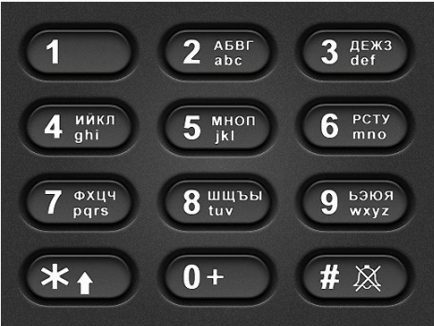 1
2 АБВГ
abc
3 ДЕЖЗ
def
4 ИЙКЛ
ghi
5 МНОП
jkl
6 РСТУ
mno
7 ФХЦЧ
pqrs
8 ШЩЪЫ
tuv
9 ЬЭЮЯ
wxyz
*
0 +
#